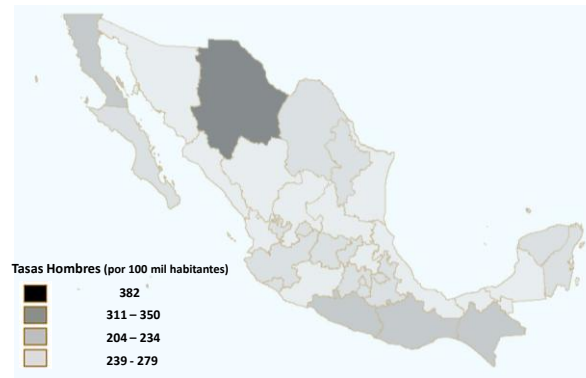 Tasas Hombres (por 100 mil habitantes)
382
311 – 350
204 – 234
239 - 279